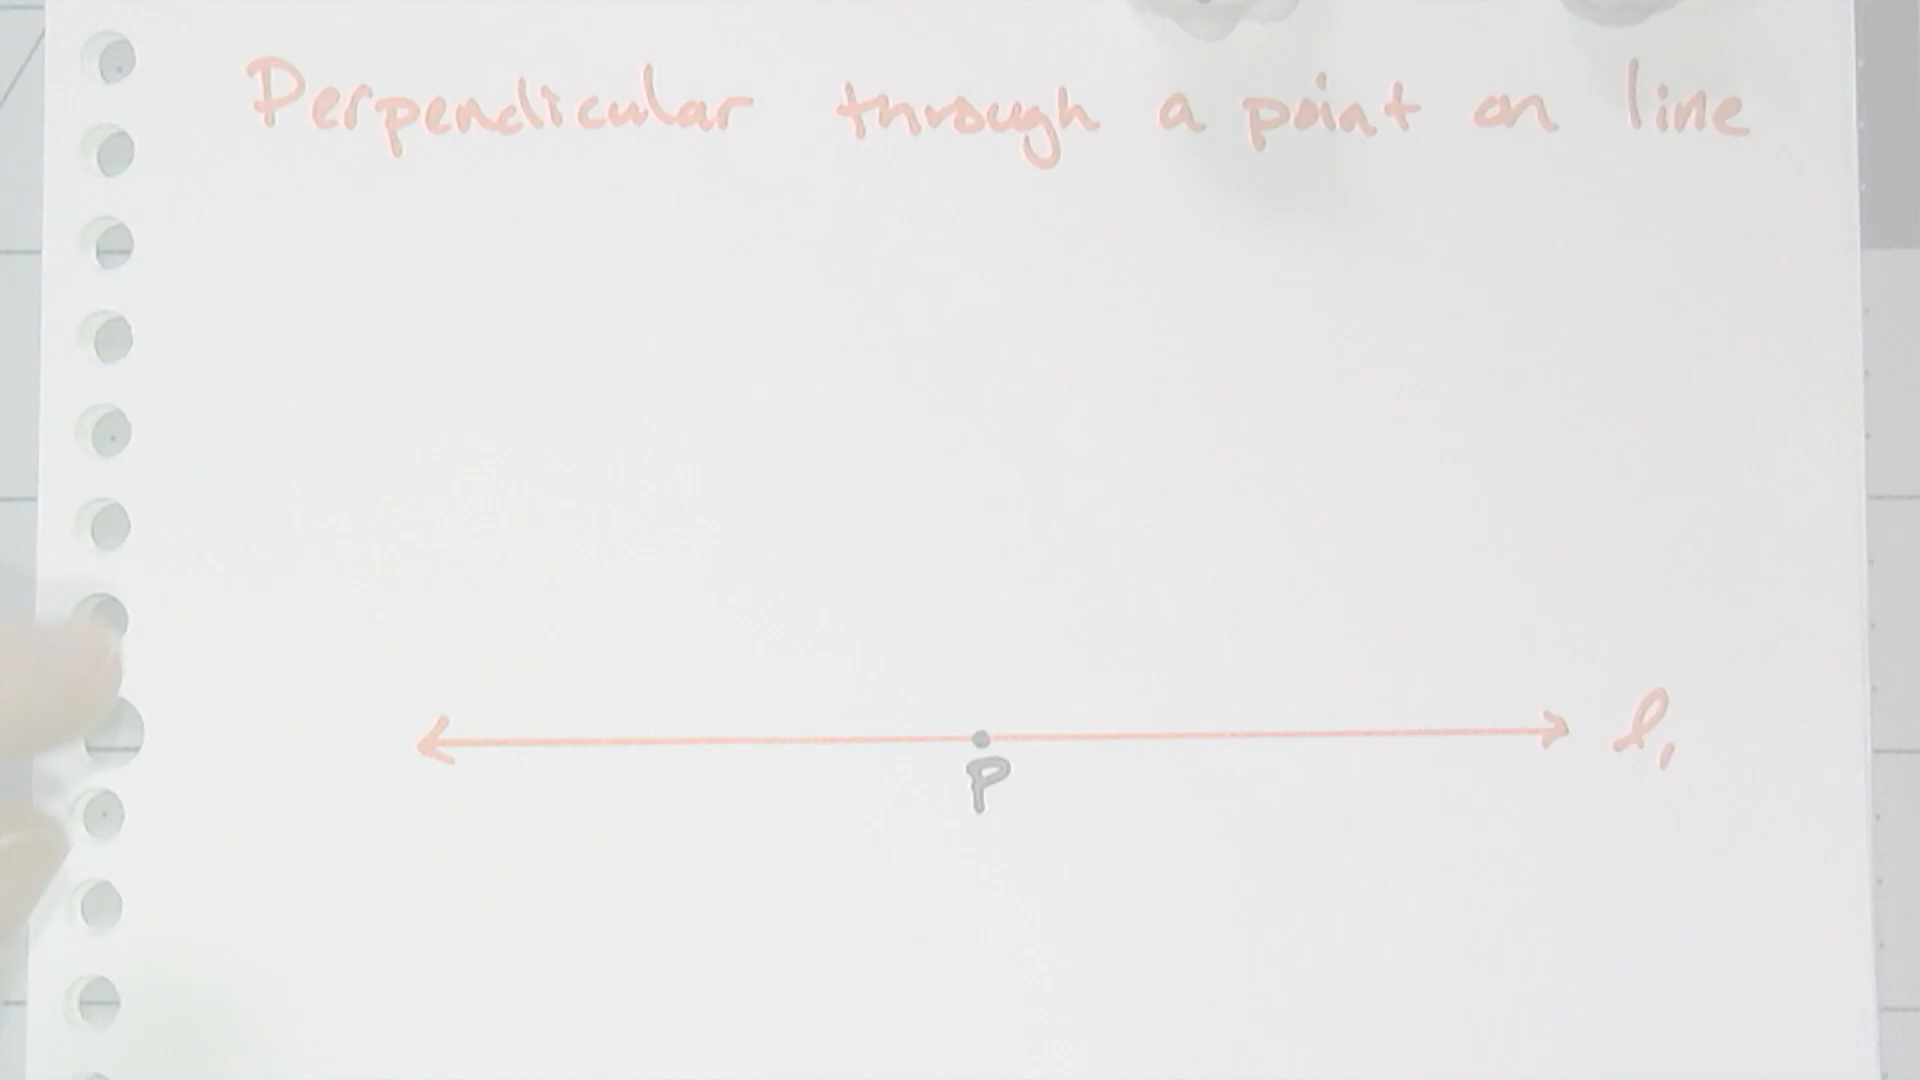 Perpendicular through a point on line
l₁
P